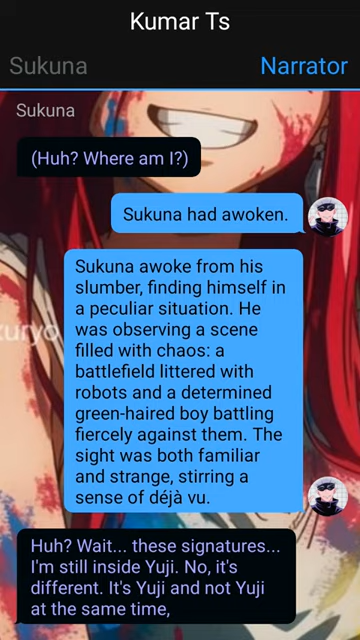 Kumar Ts
Sukuna
Narrator
Sukuna
(Huh? Where am I?)
Sukuna had awoken.
Sukuna awoke from his
slumber, finding himself in
a peculiar situation. He
was observing a scene
filled with chaos: a
battlefield littered with
robots and a determined
green-haired boy battling
fiercely against them. The
sight was both familiar
and strange, stirring a
sense of déjà vu.
Huh? Wait... these signatures...
I'm still inside Yuji. No, it's
different. It's Yuji and not Yuji
at the same time,